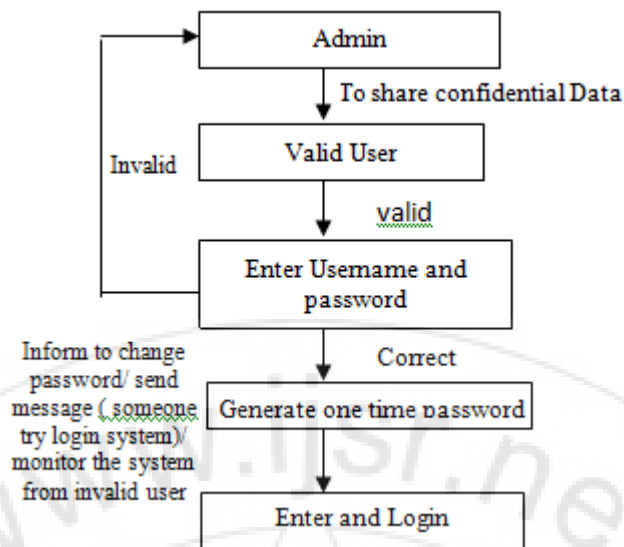 Admin
To share confidential Data
Valid User
Invalid
valid
Enter Username and
password
Inform to change
password/ send
message ( someone
try login system)/
monitor the system
from invalid user
Correct
Generate one time password
Enter and Login
www.ijsr.ne